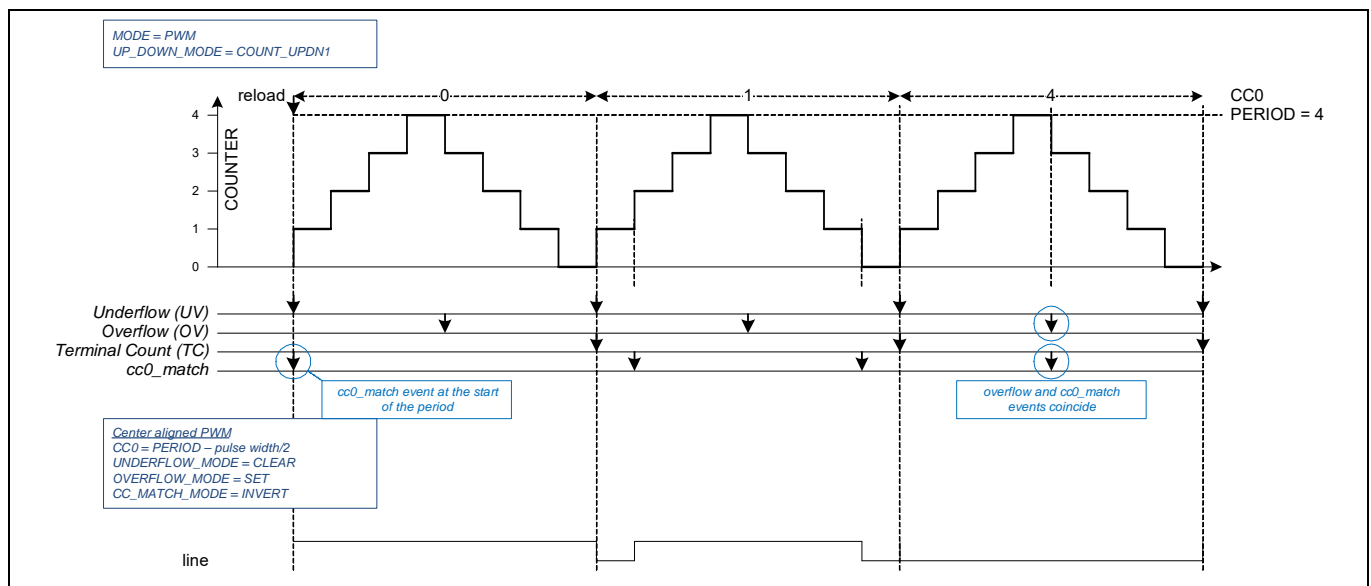 MODE = PWM
UP_DOWN_MODE = COUNT_UPDN1
reload 0 1 4 CC0
PERIOD = 4
COUNTER
4
3
2
1
0
Underflow (UV)
Overflow (OV)
Terminal Count (TC)
cc0_match
cc0_match event at the start
of the period
overflow and cc0_match
events coincide
Center aligned PWM
CC0 = PERIOD – pulse width/2
UNDERFLOW_MODE = CLEAR
OVERFLOW_MODE = SET
CC_MATCH_MODE = INVERT
line